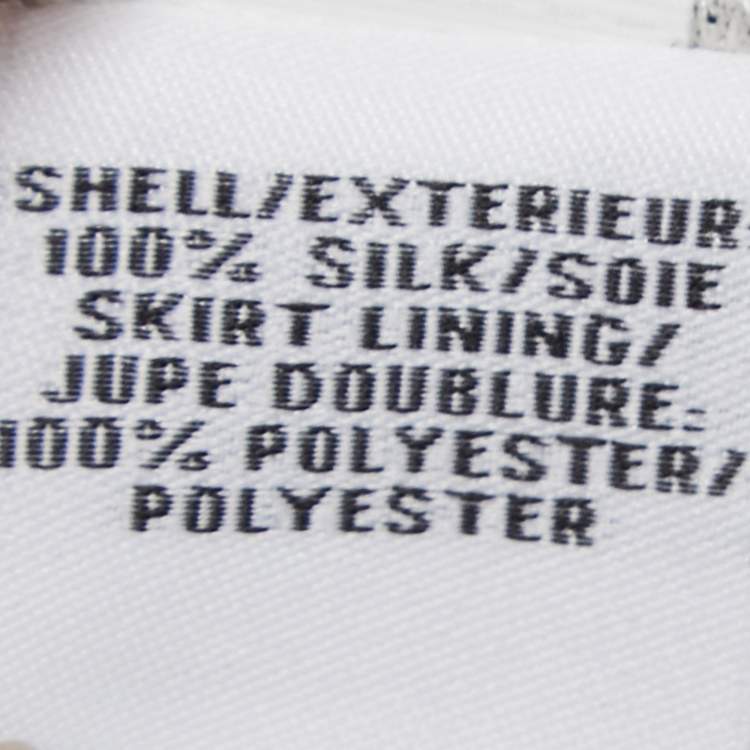 SHELL/EXTERIEUR:
100% SILK/SOIE
SKIRT LINING/
JUPE DOUBLURE:
100% POLYESTER/
POLYESTER